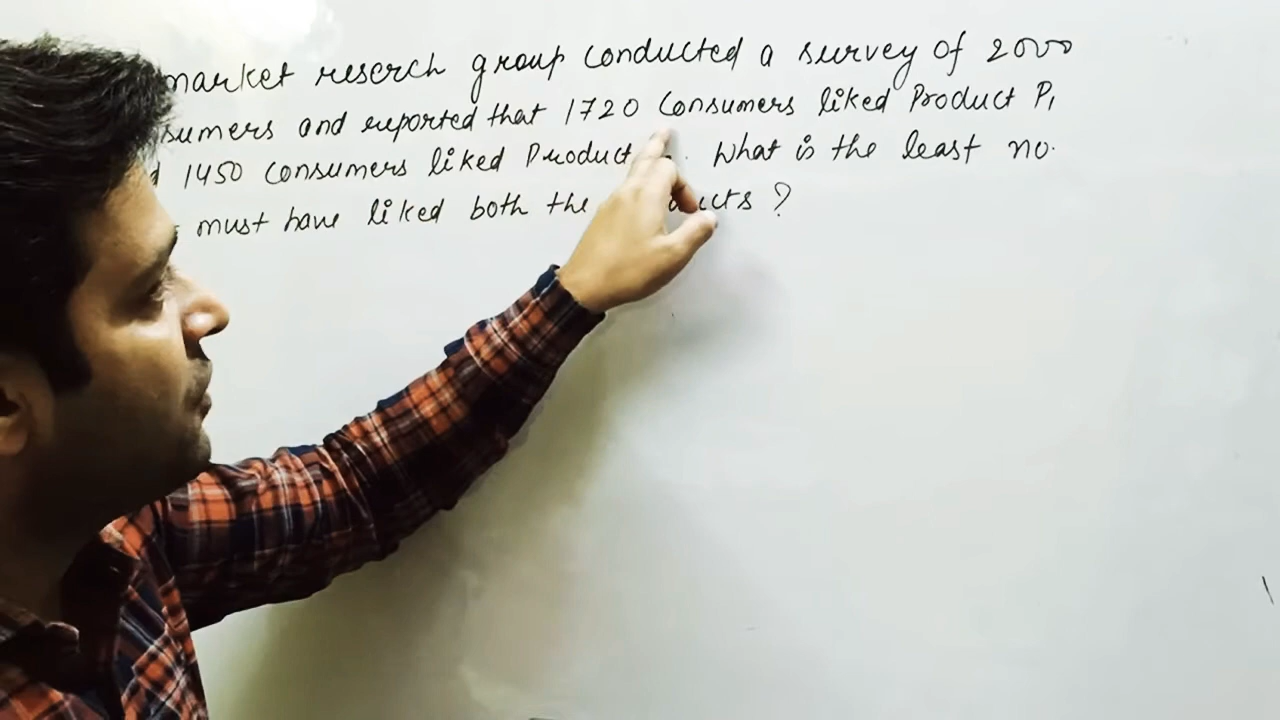 market reserch group conducted a survey of 2000
sumers and reported that 1720 consumers liked Product P1
1450 consumers liked Product . What is the least no.
must have liked both the ucts ?